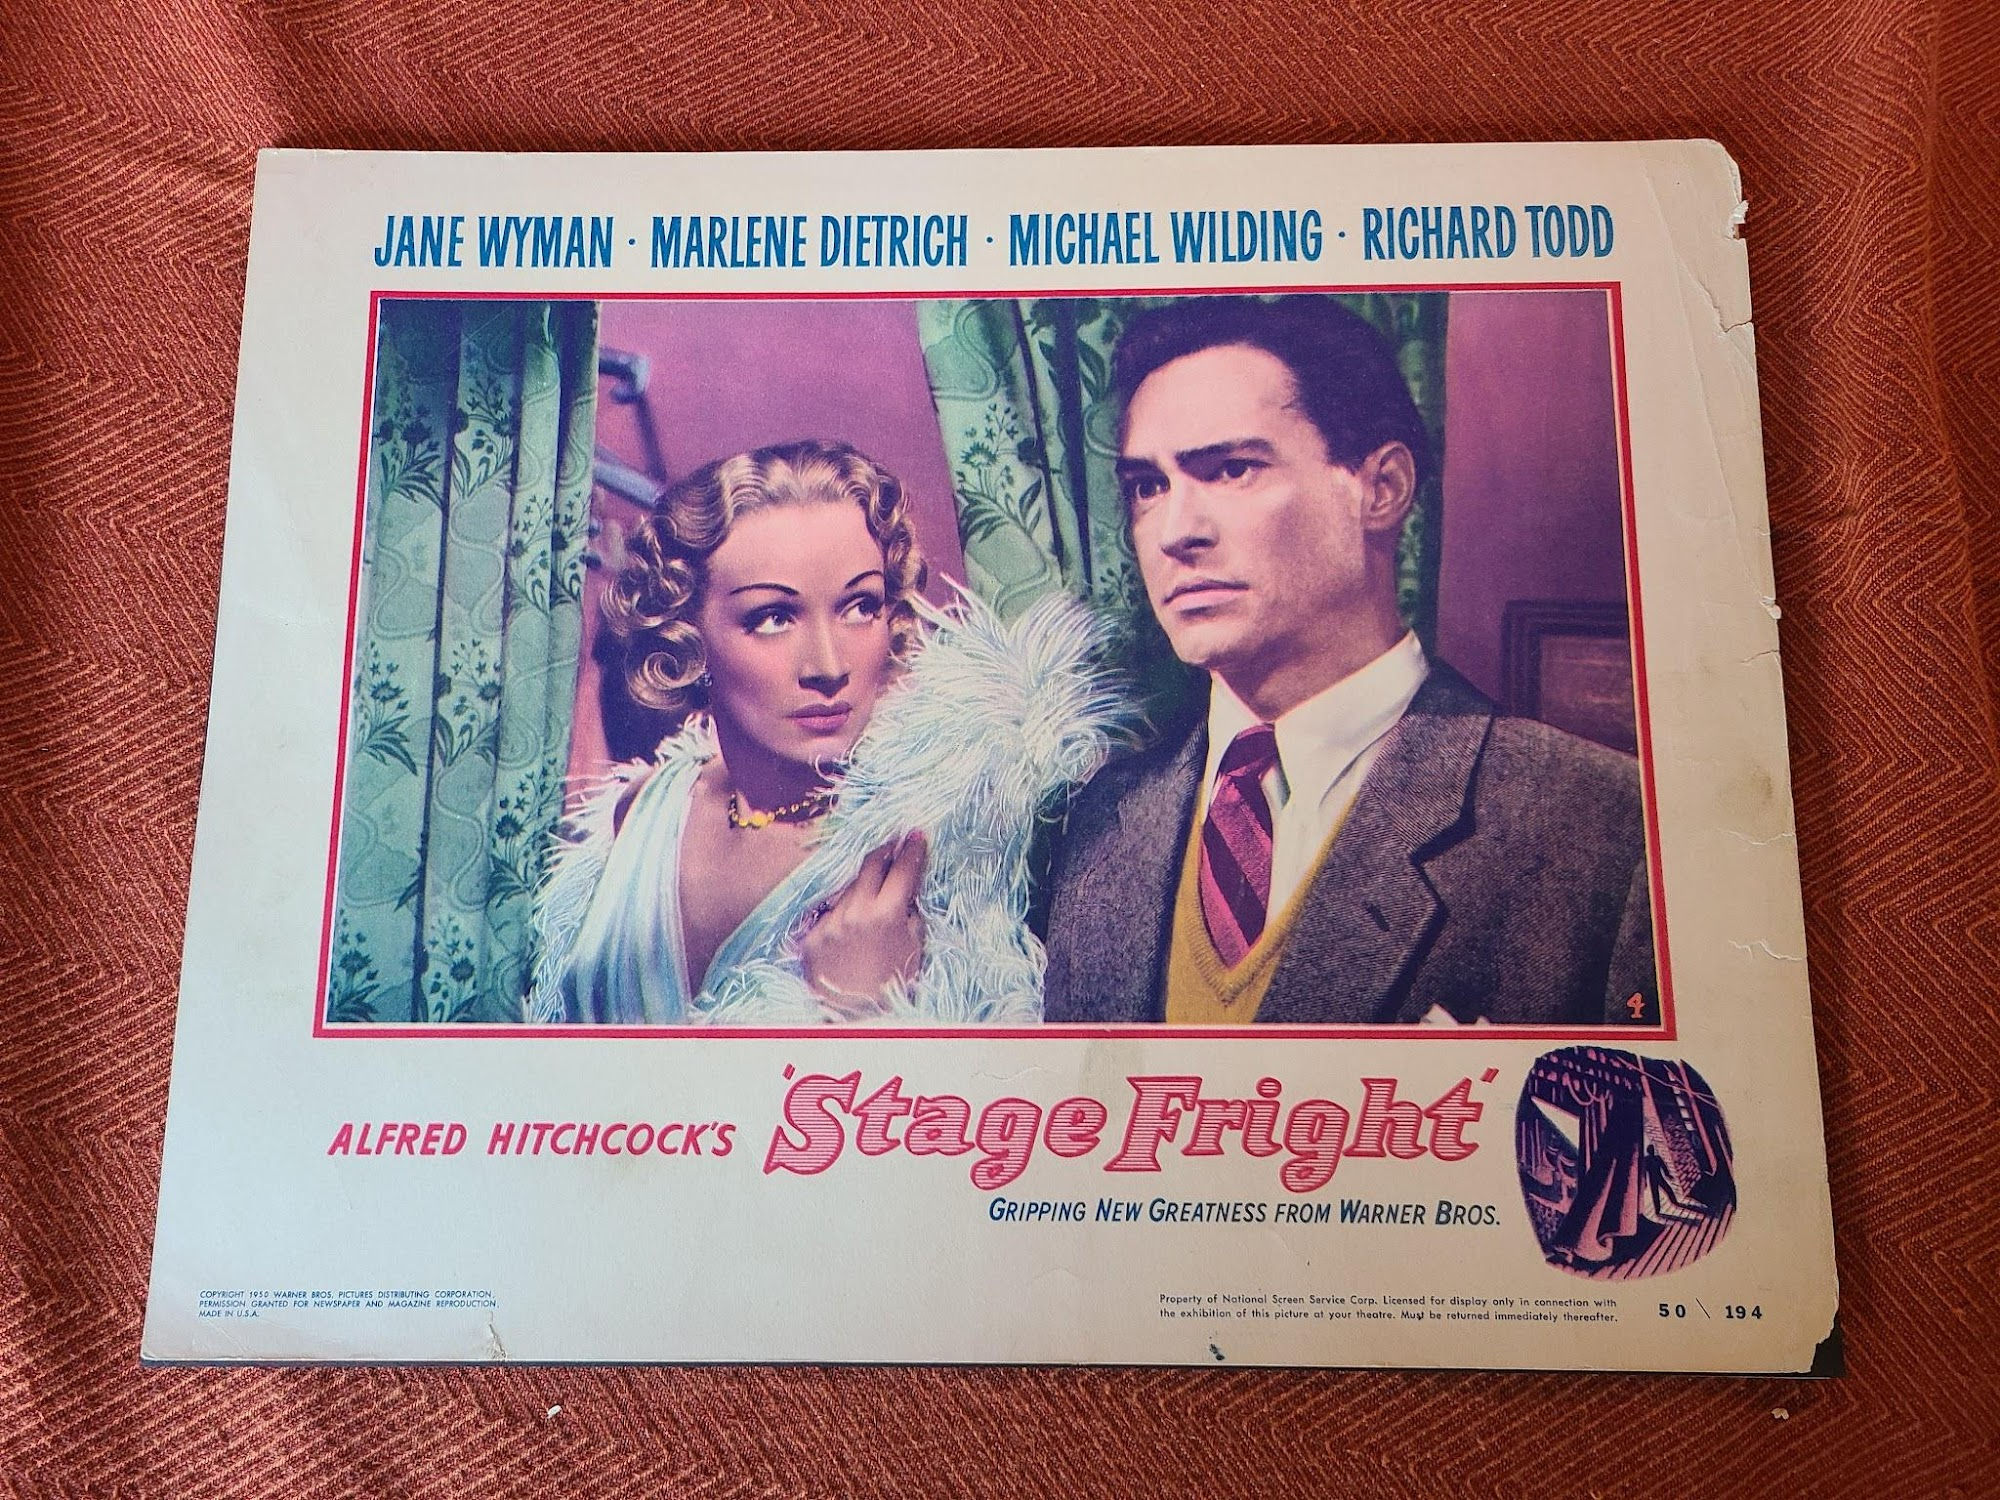 JANE WYMAN · MARLENE DIETRICH · MICHAEL WILDING · RICHARD TODD
4
ALFRED HITCHCOCK'S 'Stage Fright'
GRIPPING NEW GREATNESS FROM WARNER BROS.
COPYRIGHT 1950 WARNER BROS. PICTURES DISTRIBUTING CORPORATION.
PERMISSION GRANTED FOR NEWSPAPER AND MAGAZINE REPRODUCTION.
MADE IN U.S.A.
Property of National Screen Service Corp. Licensed for display only in connection with
the exhibition of this picture at your theatre. Must be returned immediately thereafter.
50 \ 194